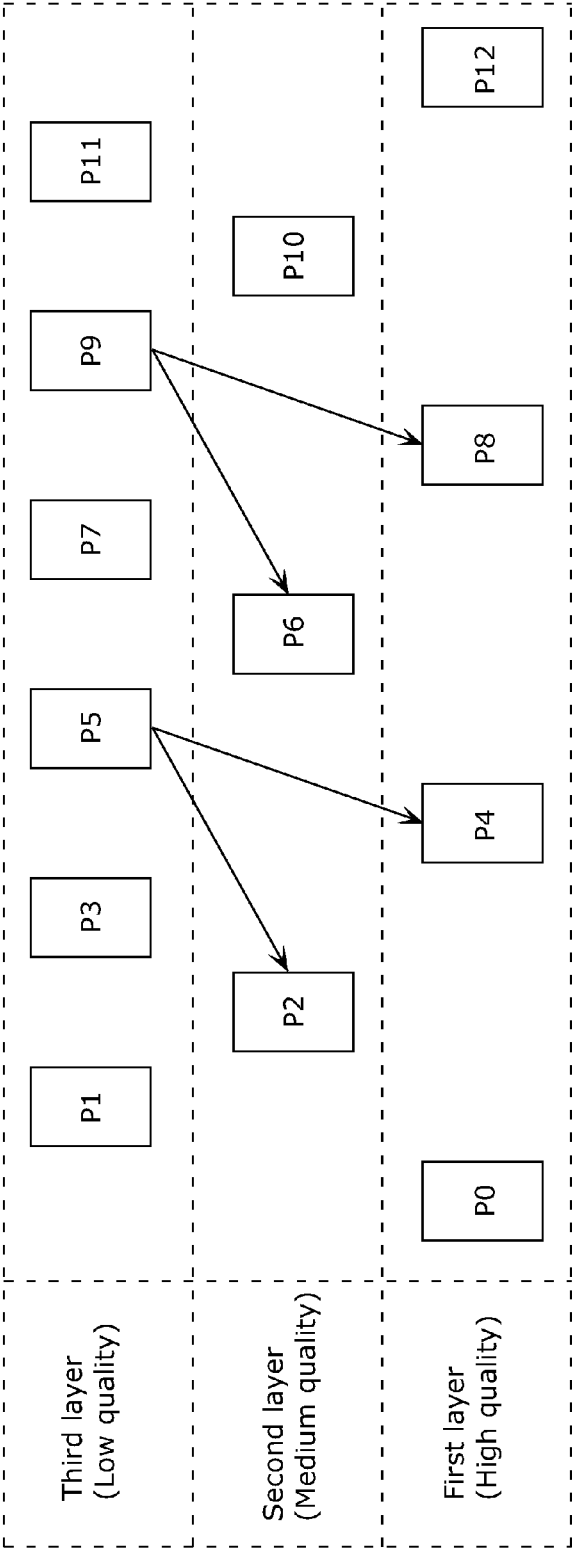 Third layer
(Low quality)
P1
P3
P5
P7
P9
P11
Second layer
(Medium quality)
P2
P6
P10
First layer
(High quality)
P0
P4
P8
P12